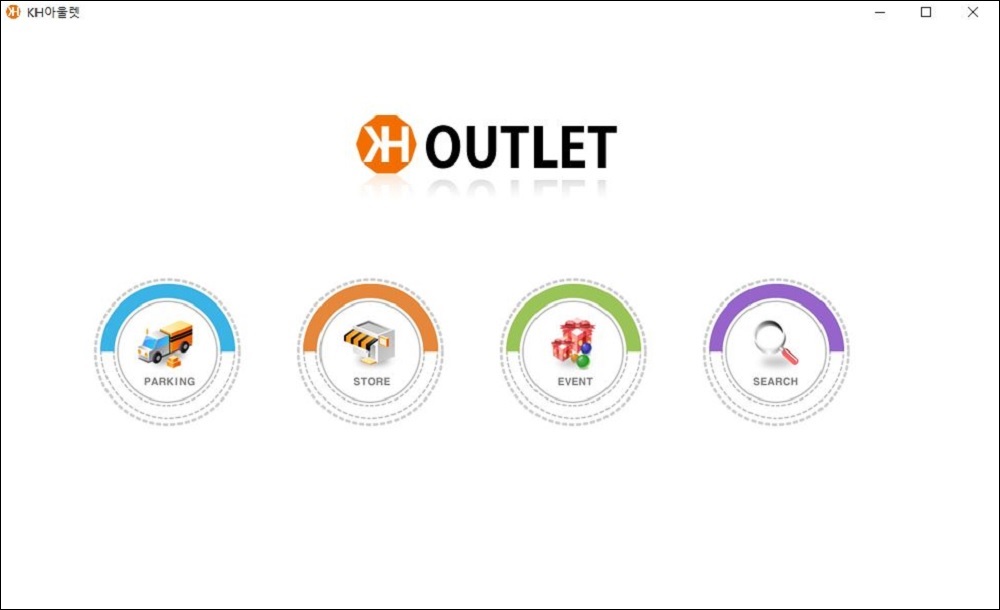 KH아울렛
KH OUTLET
PARKING
STORE
EVENT
SEARCH